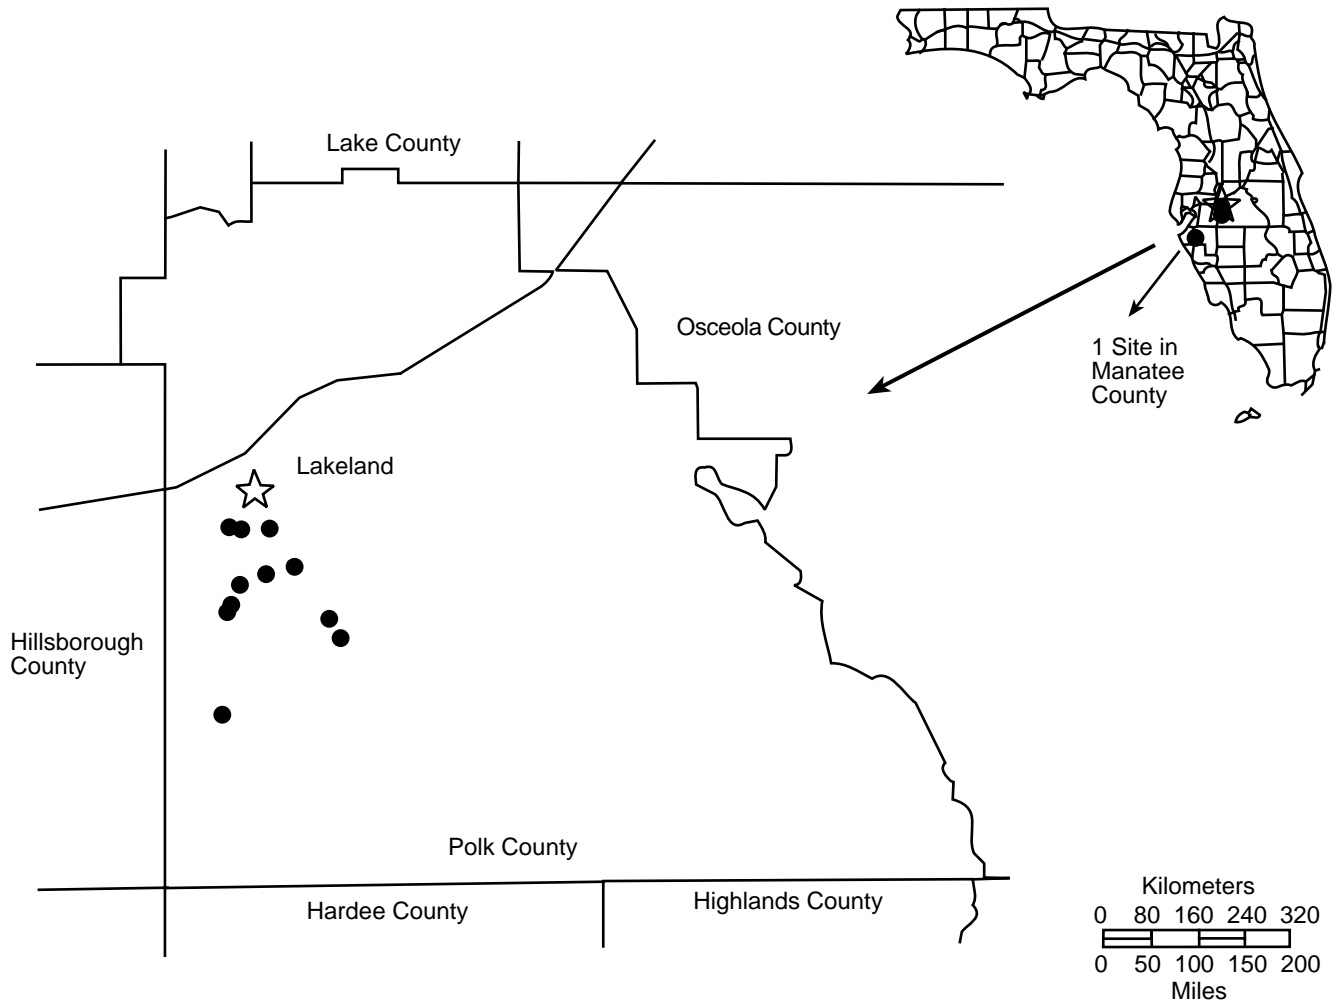 Lake County
Osceola County
1 Site in
Manatee
County
Lakeland
Hillsborough
County
Polk County
Hardee County
Highlands County
Kilometers
0 80 160 240 320
0 50 100 150 200
Miles